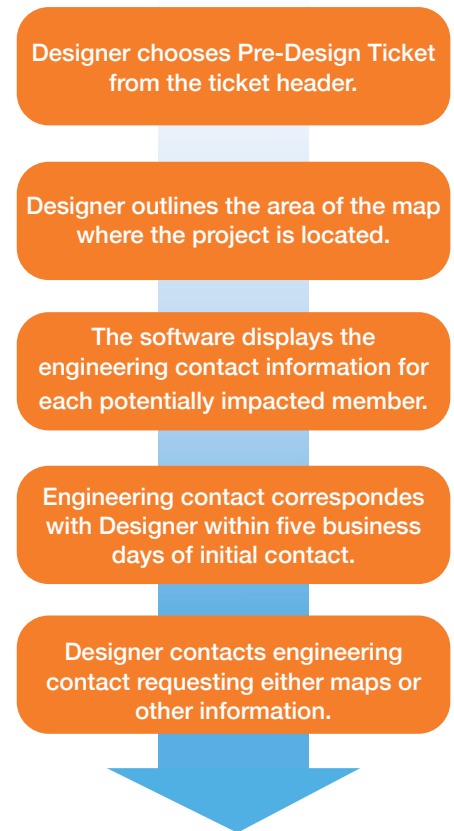 Designer chooses Pre-Design Ticket
from the ticket header.
Designer outlines the area of the map
where the project is located.
The software displays the
engineering contact information for
each potentially impacted member.
Engineering contact correspondes
with Designer within five business
days of initial contact.
Designer contacts engineering
contact requesting either maps or
other information.